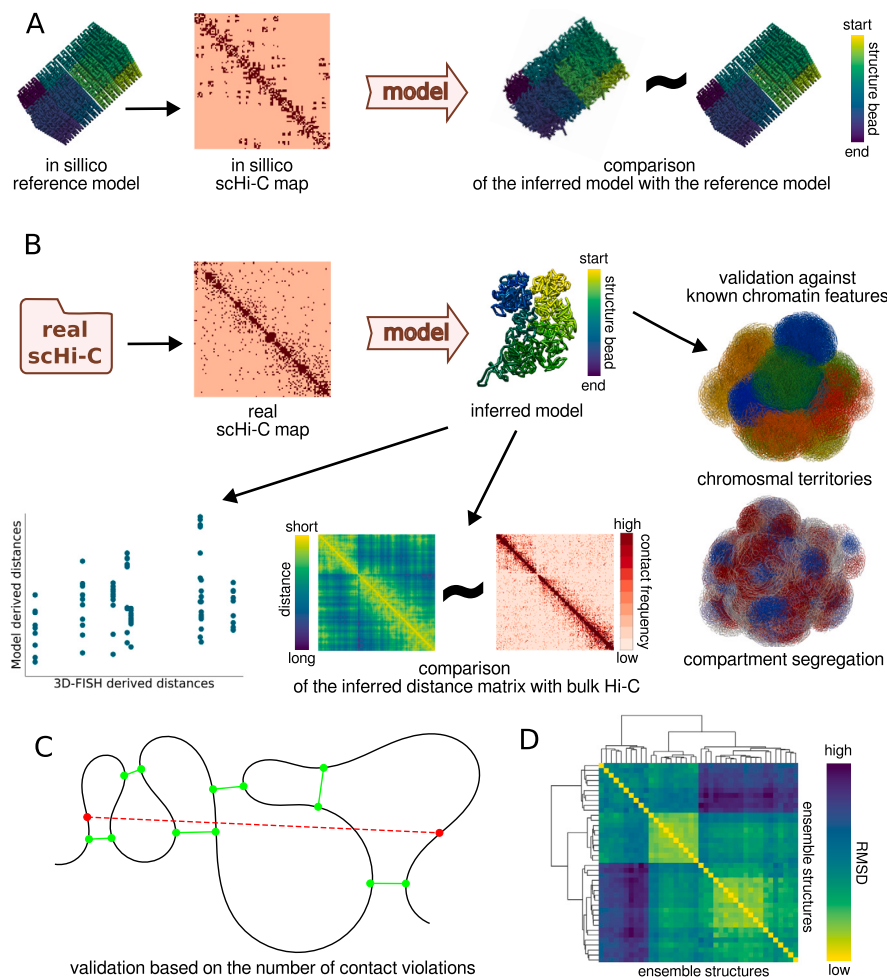 A
in sillico
reference model
in sillico
scHi-C map
model
comparison
of the inferred model with the reference model
start
structure bead
end
B
real
scHi-C
real
scHi-C map
model
start
structure bead
end
inferred model
validation against
known chromatin features
chromosmal territories
compartment segregation
Model derived distances
3D-FISH derived distances
short
distance
long
high
contact frequency
low
comparison
of the inferred distance matrix with bulk Hi-C
C
validation based on the number of contact violations
D
high
RMSD
low
ensemble structures
ensemble structures